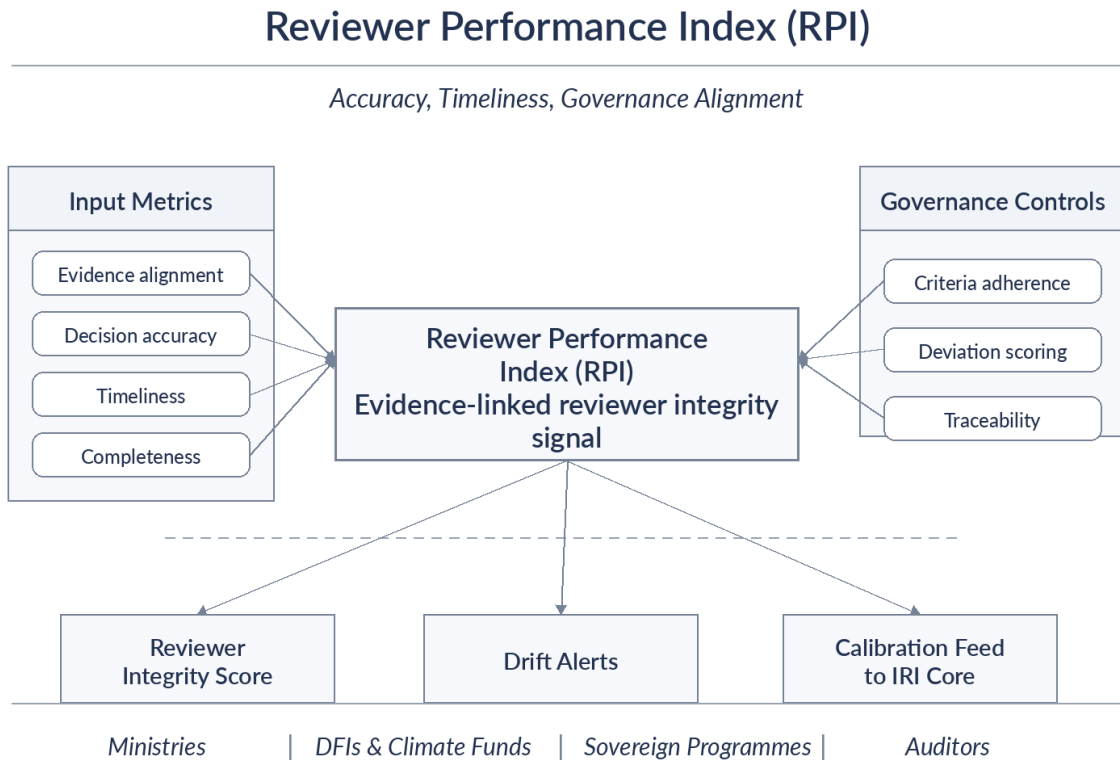 Reviewer Performance Index (RPI)
Accuracy, Timeliness, Governance Alignment
Input Metrics
Evidence alignment
Decision accuracy
Timeliness
Completeness
Reviewer Performance
Index (RPI)
Evidence-linked reviewer integrity
signal
Governance Controls
Criteria adherence
Deviation scoring
Traceability
Reviewer
Integrity Score
Drift Alerts
Calibration Feed
to IRI Core
Ministries | DFIs & Climate Funds | Sovereign Programmes | Auditors